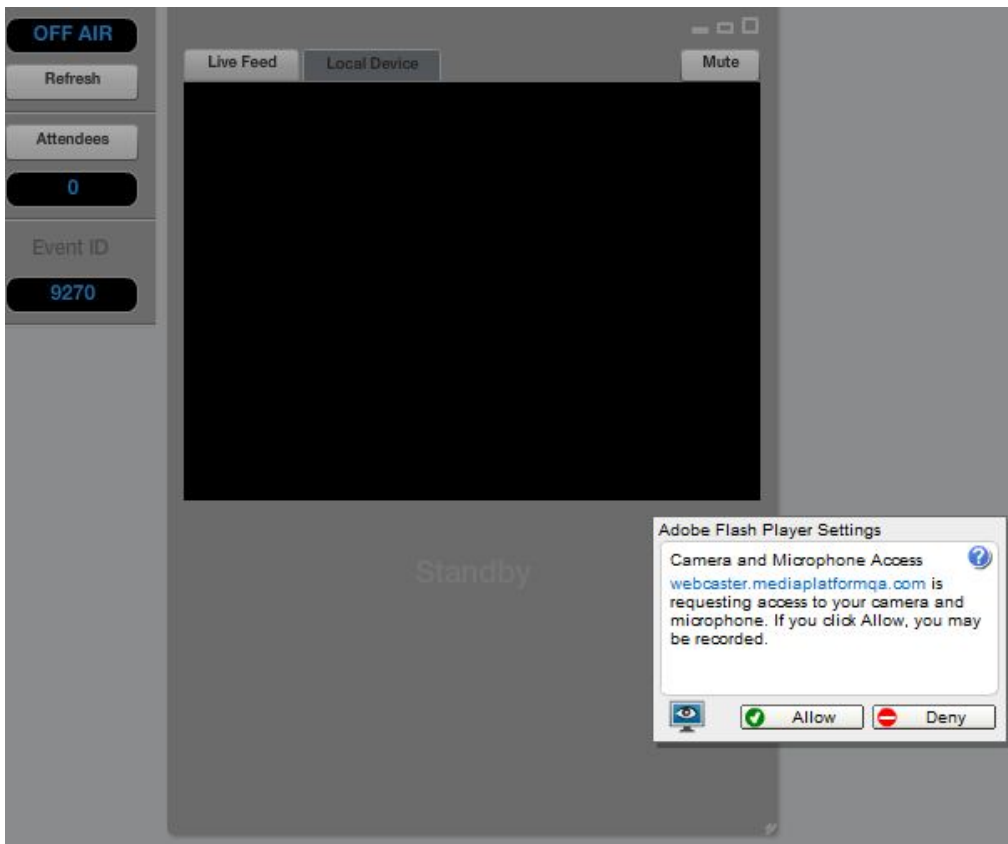 OFF AIR
Refresh
Attendees
0
Event ID
9270
Live Feed
Local Device
Mute
Standby
Adobe Flash Player Settings
Camera and Microphone Access
webcaster.mediaplatformqa.com is
requesting access to your camera and
microphone. If you click Allow, you may
be recorded.
Allow
Deny